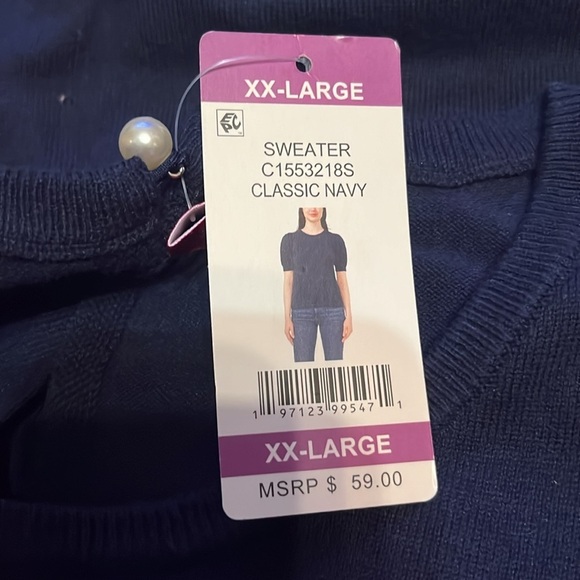 XX-LARGE
SWEATER
C1553218S
CLASSIC NAVY
1 97123 99547 1
XX-LARGE
MSRP $ 59.00